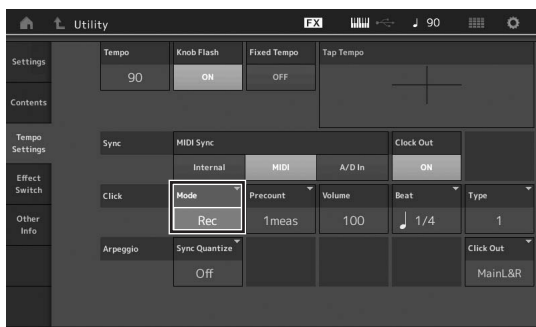 Utility
FX
90
Settings
Contents
Tempo
Settings
Effect
Switch
Other
Info
Tempo
90
Knob Flash
ON
Fixed Tempo
OFF
Tap Tempo
Sync
MIDI Sync
Internal
MIDI
A/D In
Clock Out
ON
Click
Mode
Rec
Precount
1meas
Volume
100
Beat
1/4
Type
1
Arpeggio
Sync Quantize
Off
Click Out
MainL&R